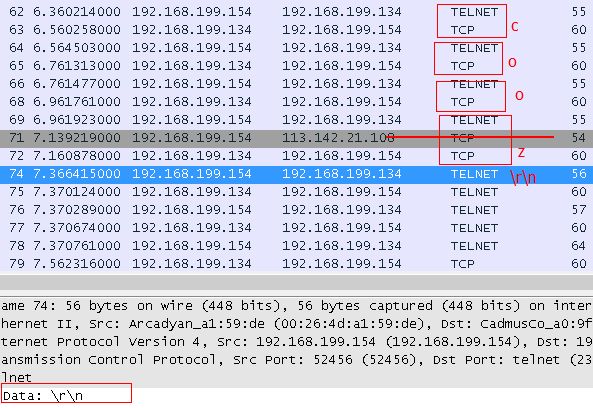 62 6.360214000 192.168.199.154 192.168.199.134 TELNET 55
63 6.560258000 192.168.199.134 192.168.199.154 TCP 60 c
64 6.564503000 192.168.199.154 192.168.199.134 TELNET 55
65 6.761313000 192.168.199.134 192.168.199.154 TCP 60 o
66 6.761477000 192.168.199.154 192.168.199.134 TELNET 55
68 6.961761000 192.168.199.134 192.168.199.154 TCP 60 o
69 6.961923000 192.168.199.154 192.168.199.134 TELNET 55
71 7.139219000 192.168.199.154 113.142.21.108 TCP 54
72 7.160878000 192.168.199.134 192.168.199.154 TCP 60 z
74 7.366415000 192.168.199.154 192.168.199.134 TELNET 56 \r\n
75 7.370124000 192.168.199.134 192.168.199.154 TELNET 60
76 7.370289000 192.168.199.154 192.168.199.134 TELNET 57
77 7.370674000 192.168.199.134 192.168.199.154 TELNET 60
78 7.370761000 192.168.199.154 192.168.199.134 TELNET 64
79 7.562316000 192.168.199.134 192.168.199.154 TCP 60
ame 74: 56 bytes on wire (448 bits), 56 bytes captured (448 bits) on inter
hernet II, Src: Arcadyan_a1:59:de (00:26:4d:a1:59:de), Dst: CadmusCo_a0:9f
ternet Protocol Version 4, Src: 192.168.199.154 (192.168.199.154), Dst: 19
ansmission Control Protocol, Src Port: 52456 (52456), Dst Port: telnet (23
lnet
Data: \r\n